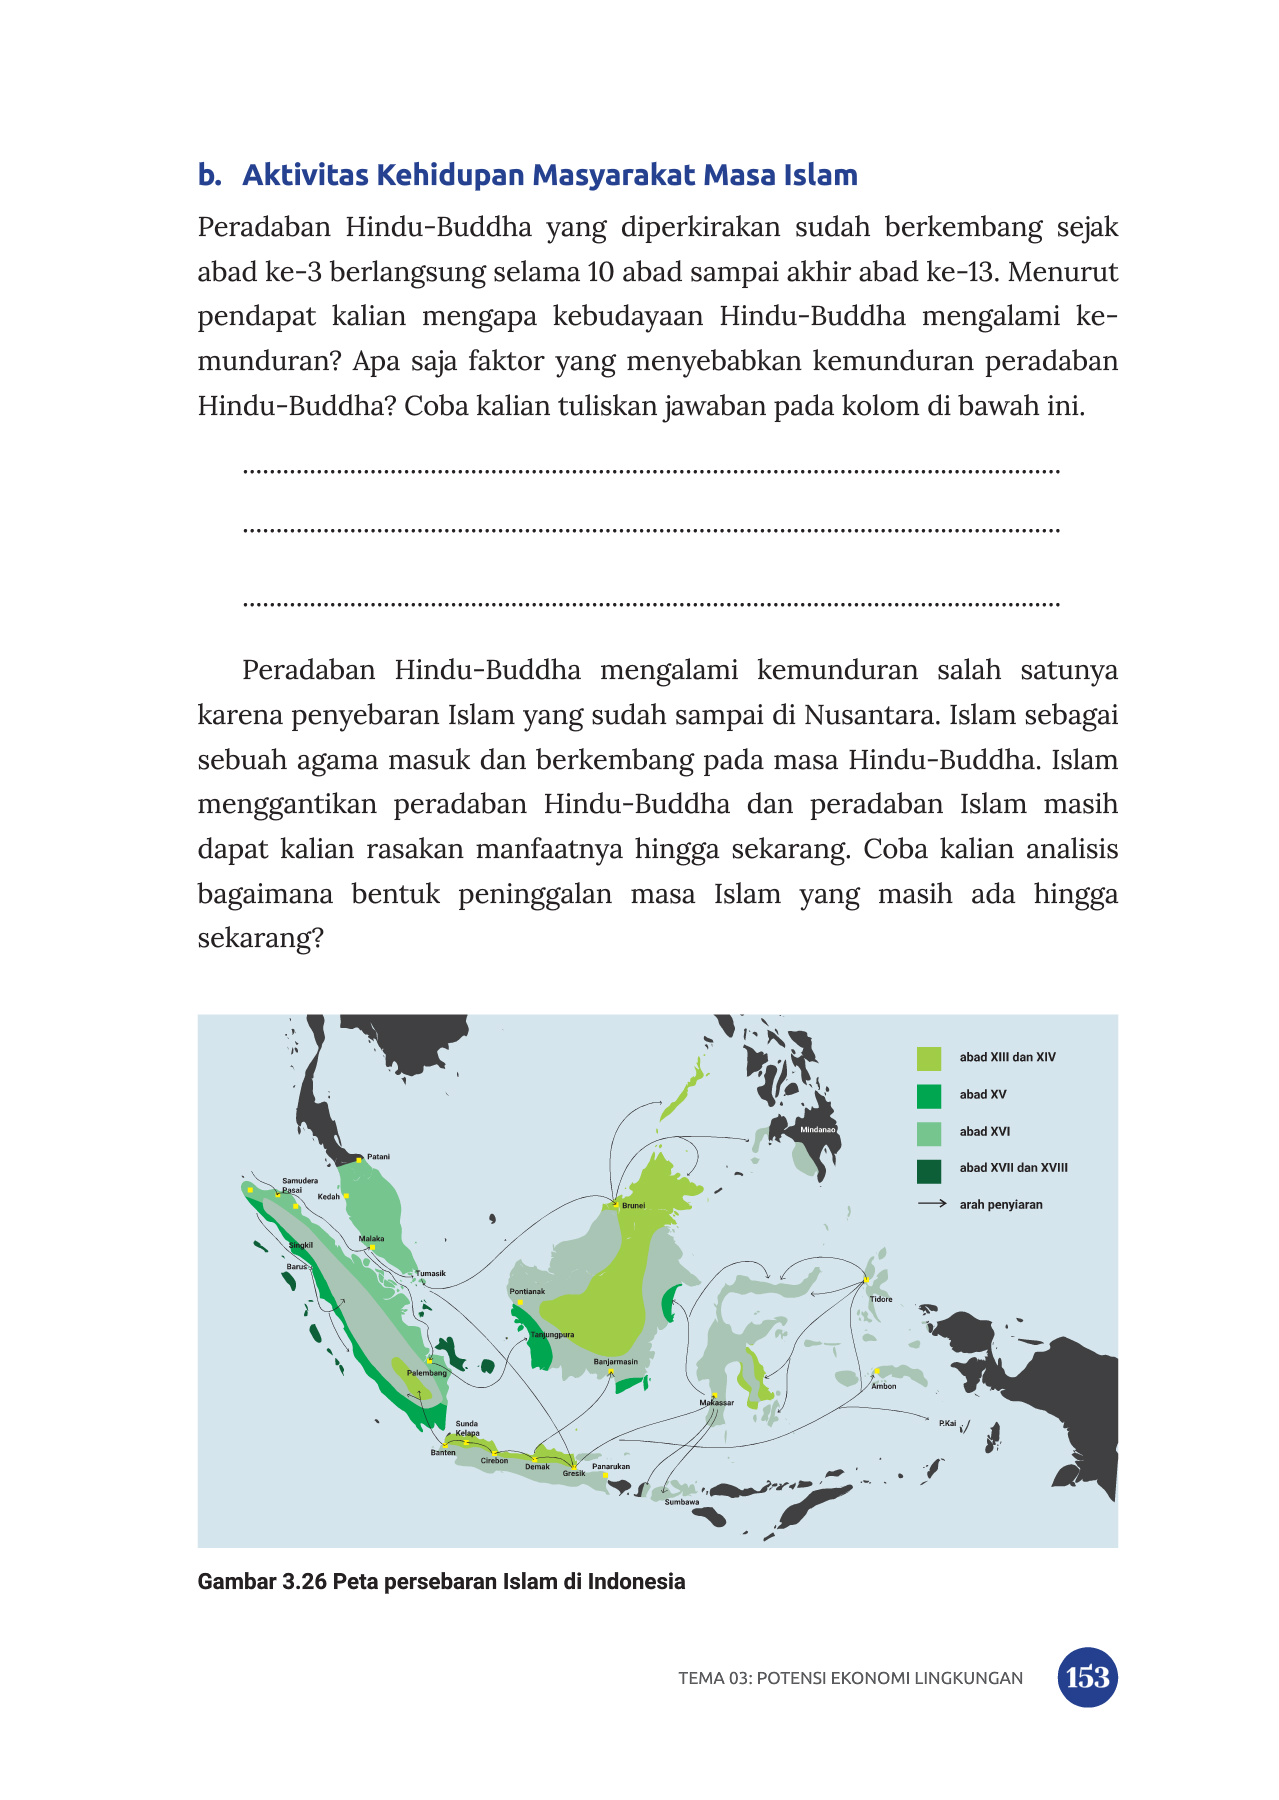 b. Aktivitas Kehidupan Masyarakat Masa Islam
Peradaban Hindu-Buddha yang diperkirakan sudah berkembang sejak
abad ke-3 berlangsung selama 10 abad sampai akhir abad ke-13. Menurut
pendapat kalian mengapa kebudayaan Hindu-Buddha mengalami ke-
munduran? Apa saja faktor yang menyebabkan kemunduran peradaban
Hindu-Buddha? Coba kalian tuliskan jawaban pada kolom di bawah ini.
Peradaban Hindu-Buddha mengalami kemunduran salah satunya
karena penyebaran Islam yang sudah sampai di Nusantara. Islam sebagai
sebuah agama masuk dan berkembang pada masa Hindu-Buddha. Islam
menggantikan peradaban Hindu-Buddha dan peradaban Islam masih
dapat kalian rasakan manfaatnya hingga sekarang. Coba kalian analisis
bagaimana bentuk peninggalan masa Islam yang masih ada hingga
sekarang?
abad XIII dan XIV
abad XV
abad XVI
abad XVII dan XVIII
arah penyiaran
Mindanao
Patani
Samudera
Pasai
Kedah
Brunei
Malaka
Singkil
Barus
Tumasik
Pontianak
Tidore
Tanjungpura
Banjarmasin
Palembang
Ambon
Makassar
P.Kai
Sunda
Kelapa
Banten
Cirebon
Demak
Gresik
Panarukan
Sumbawa
Gambar 3.26 Peta persebaran Islam di Indonesia
TEMA 03: POTENSI EKONOMI LINGKUNGAN
153